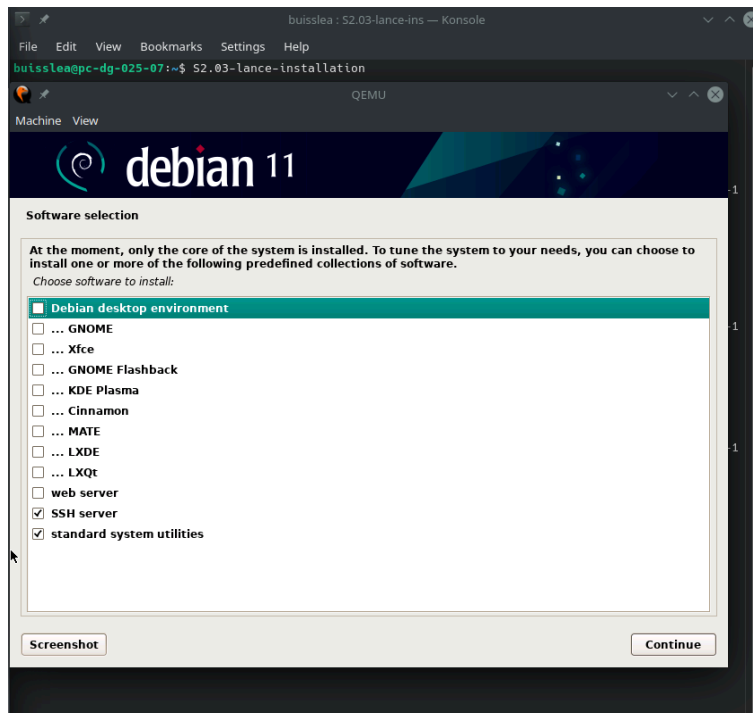 buisslea : S2.03-lance-ins — Konsole
File Edit View Bookmarks Settings Help
buisslea@pc-dg-025-07:~$ S2.03-lance-installation
QEMU
Machine View
debian 11
-1
Software selection
At the moment, only the core of the system is installed. To tune the system to your needs, you can choose to
install one or more of the following predefined collections of software.
Choose software to install:
Debian desktop environment
... GNOME
-1
... Xfce
... GNOME Flashback
... KDE Plasma
... Cinnamon
... MATE
-1
... LXDE
... LXQt
web server
SSH server
standard system utilities
Screenshot Continue